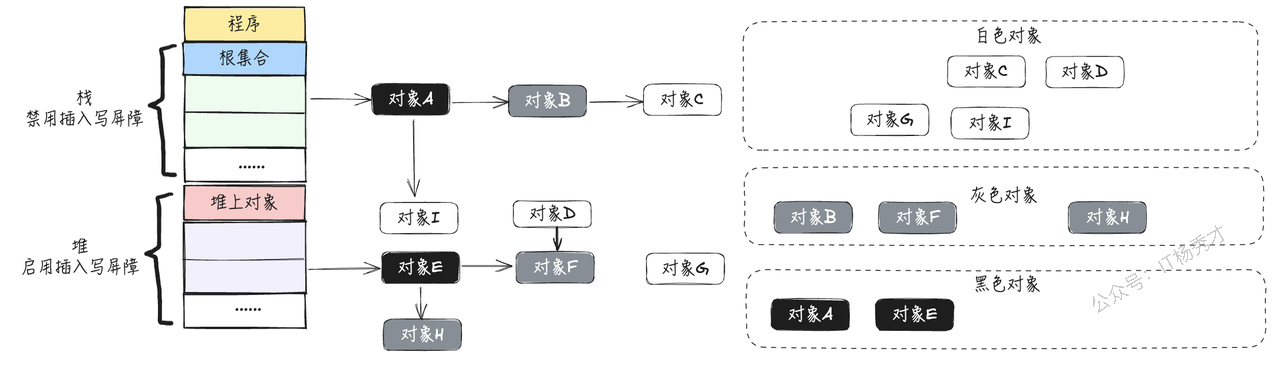 程序
根集合
栈
禁用插入写屏障
......
堆上对象
堆
启用插入写屏障
......
对象A
对象B
对象C
对象I
对象D
对象E
对象F
对象G
对象H
白色对象
对象C
对象D
对象G
对象I
灰色对象
对象B
对象F
对象H
黑色对象
对象A
对象E
公众号：IT杨秀才